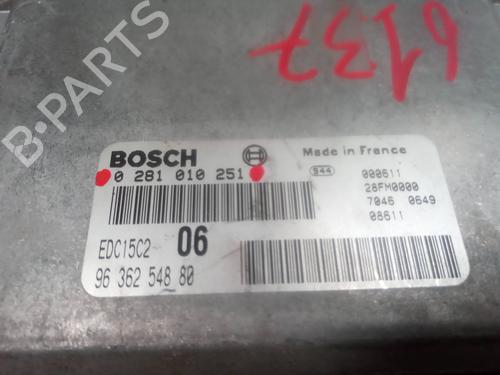 6137
B-PARTS
BOSCH
Made in France
0 281 010 251
944 000611
28FM0000
7046 0649
08611
EDC15C2 06
96 362 548 80